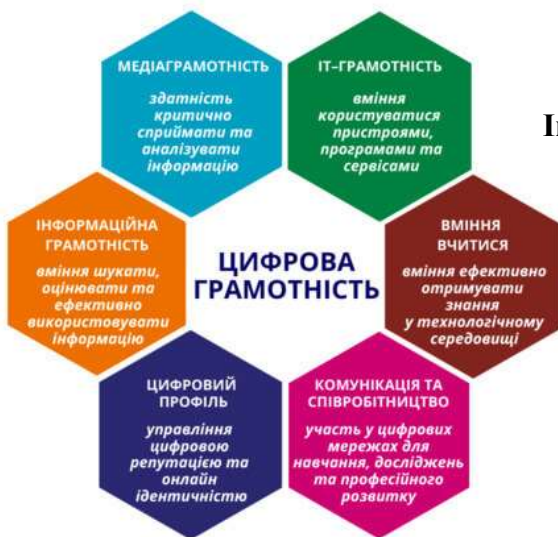 МЕДІАГРАМОТНІСТЬ
здатність
критично
сприймати та
аналізувати
інформацію
ІТ–ГРАМОТНІСТЬ
вміння
користуватися
пристроями,
програмами та
сервісами
ІНФОРМАЦІЙНА
ГРАМОТНІСТЬ
вміння шукати,
оцінювати та
ефективно
використовувати
інформацію
ЦИФРОВА
ГРАМОТНІСТЬ
ВМІННЯ
ВЧИТИСЯ
вміння ефективно
отримувати
знання
у технологічному
середовищі
ЦИФРОВИЙ
ПРОФІЛЬ
управління
цифровою
репутацією та
онлайн
ідентичністю
КОМУНІКАЦІЯ ТА
СПІВРОБІТНИЦТВО
участь у цифрових
мережах для
навчання, досліджень
та професійного
розвитку